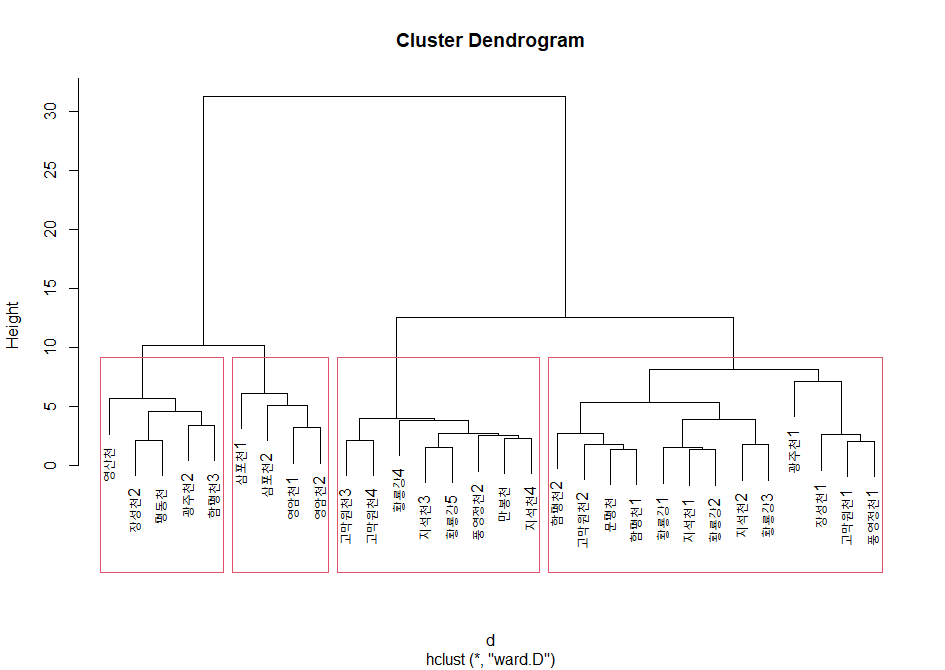 Cluster Dendrogram
Height
30
25
20
15
10
5
0
영산천
장성천2
평동천
광주천2
함평천3
삼포천1
삼포천2
영암천1
영암천2
고막원천3
고막원천4
황룡강4
지석천3
황룡강5
풍영정천2
만봉천
지석천4
함평천2
고막원천2
문평천
함평천1
황룡강1
지석천1
황룡강2
지석천2
황룡강3
광주천1
장성천1
고막원천1
풍영정천1
d
hclust (*, "ward.D")